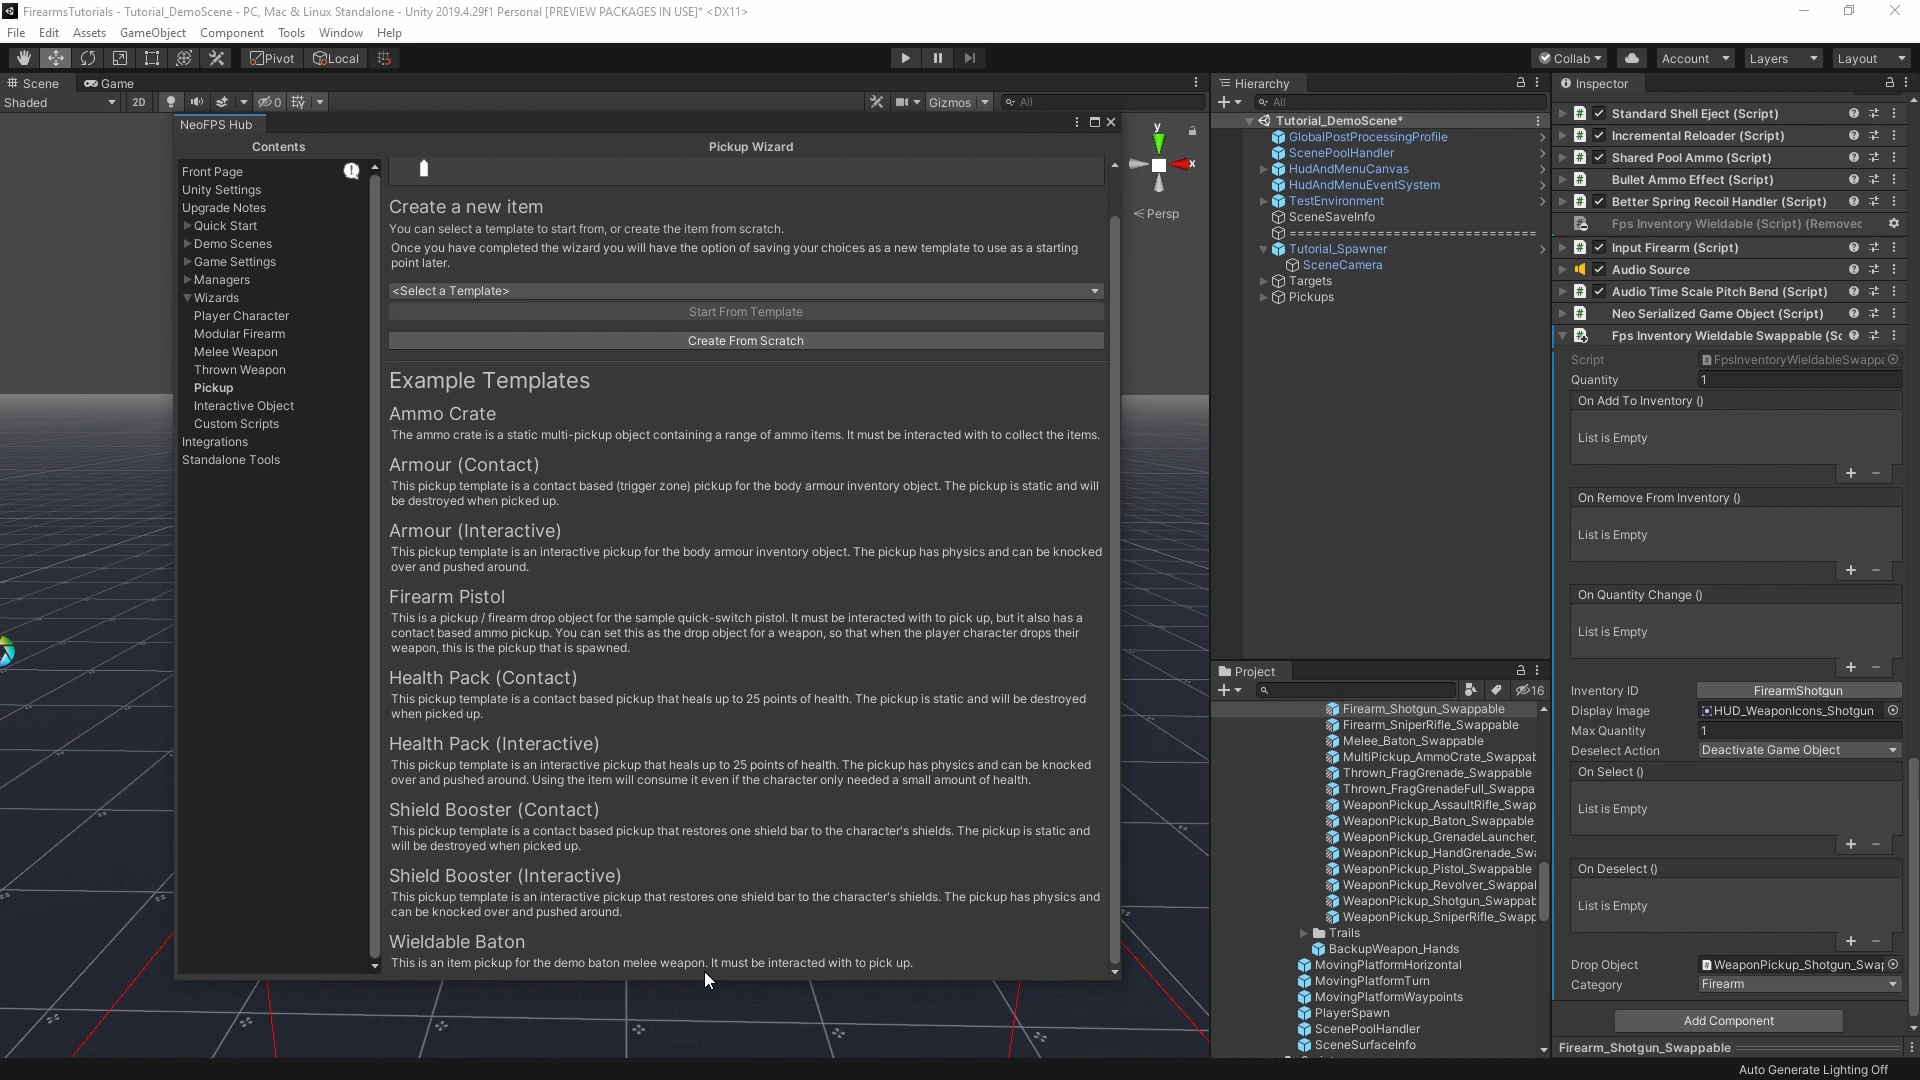 FirearmsTutorials - Tutorial_DemoScene - PC, Mac & Linux Standalone - Unity 2019.4.29f1 Personal [PREVIEW PACKAGES IN USE]* <DX11>
File Edit Assets GameObject Component Tools Window Help
Pivot Local Collab Account Layers Layout
Scene Game
Shaded 2D 0 Gizmos All
NeoFPS Hub
Contents
Front Page
Unity Settings
Upgrade Notes
Quick Start
Demo Scenes
Game Settings
Managers
Wizards
Player Character
Modular Firearm
Melee Weapon
Thrown Weapon
Pickup
Interactive Object
Custom Scripts
Integrations
Standalone Tools
Pickup Wizard
Create a new item
You can select a template to start from, or create the item from scratch.
Once you have completed the wizard you will have the option of saving your choices as a new template to use as a starting
point later.
<Select a Template>
Start From Template
Create From Scratch
Example Templates
Ammo Crate
The ammo crate is a static multi-pickup object containing a range of ammo items. It must be interacted with to collect the items.
Armour (Contact)
This pickup template is a contact based (trigger zone) pickup for the body armour inventory object. The pickup is static and will
be destroyed when picked up.
Armour (Interactive)
This pickup template is an interactive pickup for the body armour inventory object. The pickup has physics and can be knocked
over and pushed around.
Firearm Pistol
This is a pickup / firearm drop object for the sample quick-switch pistol. It must be interacted with to pick up, but it also has a
contact based ammo pickup. You can set this as the drop object for a weapon, so that when the player character drops their
weapon, this is the pickup that is spawned.
Health Pack (Contact)
This pickup template is a contact based pickup that heals up to 25 points of health. The pickup is static and will be destroyed
when picked up.
Health Pack (Interactive)
This pickup template is an interactive pickup that heals up to 25 points of health. The pickup has physics and can be knocked
over and pushed around. Using the item will consume it even if the character only needed a small amount of health.
Shield Booster (Contact)
This pickup template is a contact based pickup that restores one shield bar to the character's shields. The pickup is static and
will be destroyed when picked up.
Shield Booster (Interactive)
This pickup template is an interactive pickup that restores one shield bar to the character's shields. The pickup has physics and
can be knocked over and pushed around.
Wieldable Baton
This is an item pickup for the demo baton melee weapon. It must be interacted with to pick up.
y
x
Persp
Hierarchy
All
Tutorial_DemoScene*
GlobalPostProcessingProfile
ScenePoolHandler
HudAndMenuCanvas
HudAndMenuEventSystem
TestEnvironment
SceneSaveInfo
==============================
Tutorial_Spawner
SceneCamera
Targets
Pickups
Project
16
Firearm_Shotgun_Swappable
Firearm_SniperRifle_Swappable
Melee_Baton_Swappable
MultiPickup_AmmoCrate_Swappab
Thrown_FragGrenade_Swappable
Thrown_FragGrenadeFull_Swappa
WeaponPickup_AssaultRifle_Swap
WeaponPickup_Baton_Swappable
WeaponPickup_GrenadeLauncher_
WeaponPickup_HandGrenade_Swa
WeaponPickup_Pistol_Swappable
WeaponPickup_Revolver_Swappal
WeaponPickup_Shotgun_Swappab
WeaponPickup_SniperRifle_Swapp
Trails
BackupWeapon_Hands
MovingPlatformHorizontal
MovingPlatformTurn
MovingPlatformWaypoints
PlayerSpawn
ScenePoolHandler
SceneSurfaceInfo
Inspector
Standard Shell Eject (Script)
Incremental Reloader (Script)
Shared Pool Ammo (Script)
Bullet Ammo Effect (Script)
Better Spring Recoil Handler (Script)
Fps Inventory Wieldable (Script) (Removed
Input Firearm (Script)
Audio Source
Audio Time Scale Pitch Bend (Script)
Neo Serialized Game Object (Script)
Fps Inventory Wieldable Swappable (Sc
Script FpsInventoryWieldableSwappa
Quantity 1
On Add To Inventory ()
List is Empty
On Remove From Inventory ()
List is Empty
On Quantity Change ()
List is Empty
Inventory ID FirearmShotgun
Display Image HUD_WeaponIcons_Shotgun
Max Quantity 1
Deselect Action Deactivate Game Object
On Select ()
List is Empty
On Deselect ()
List is Empty
Drop Object WeaponPickup_Shotgun_Swap
Category Firearm
Add Component
Firearm_Shotgun_Swappable
Auto Generate Lighting Off